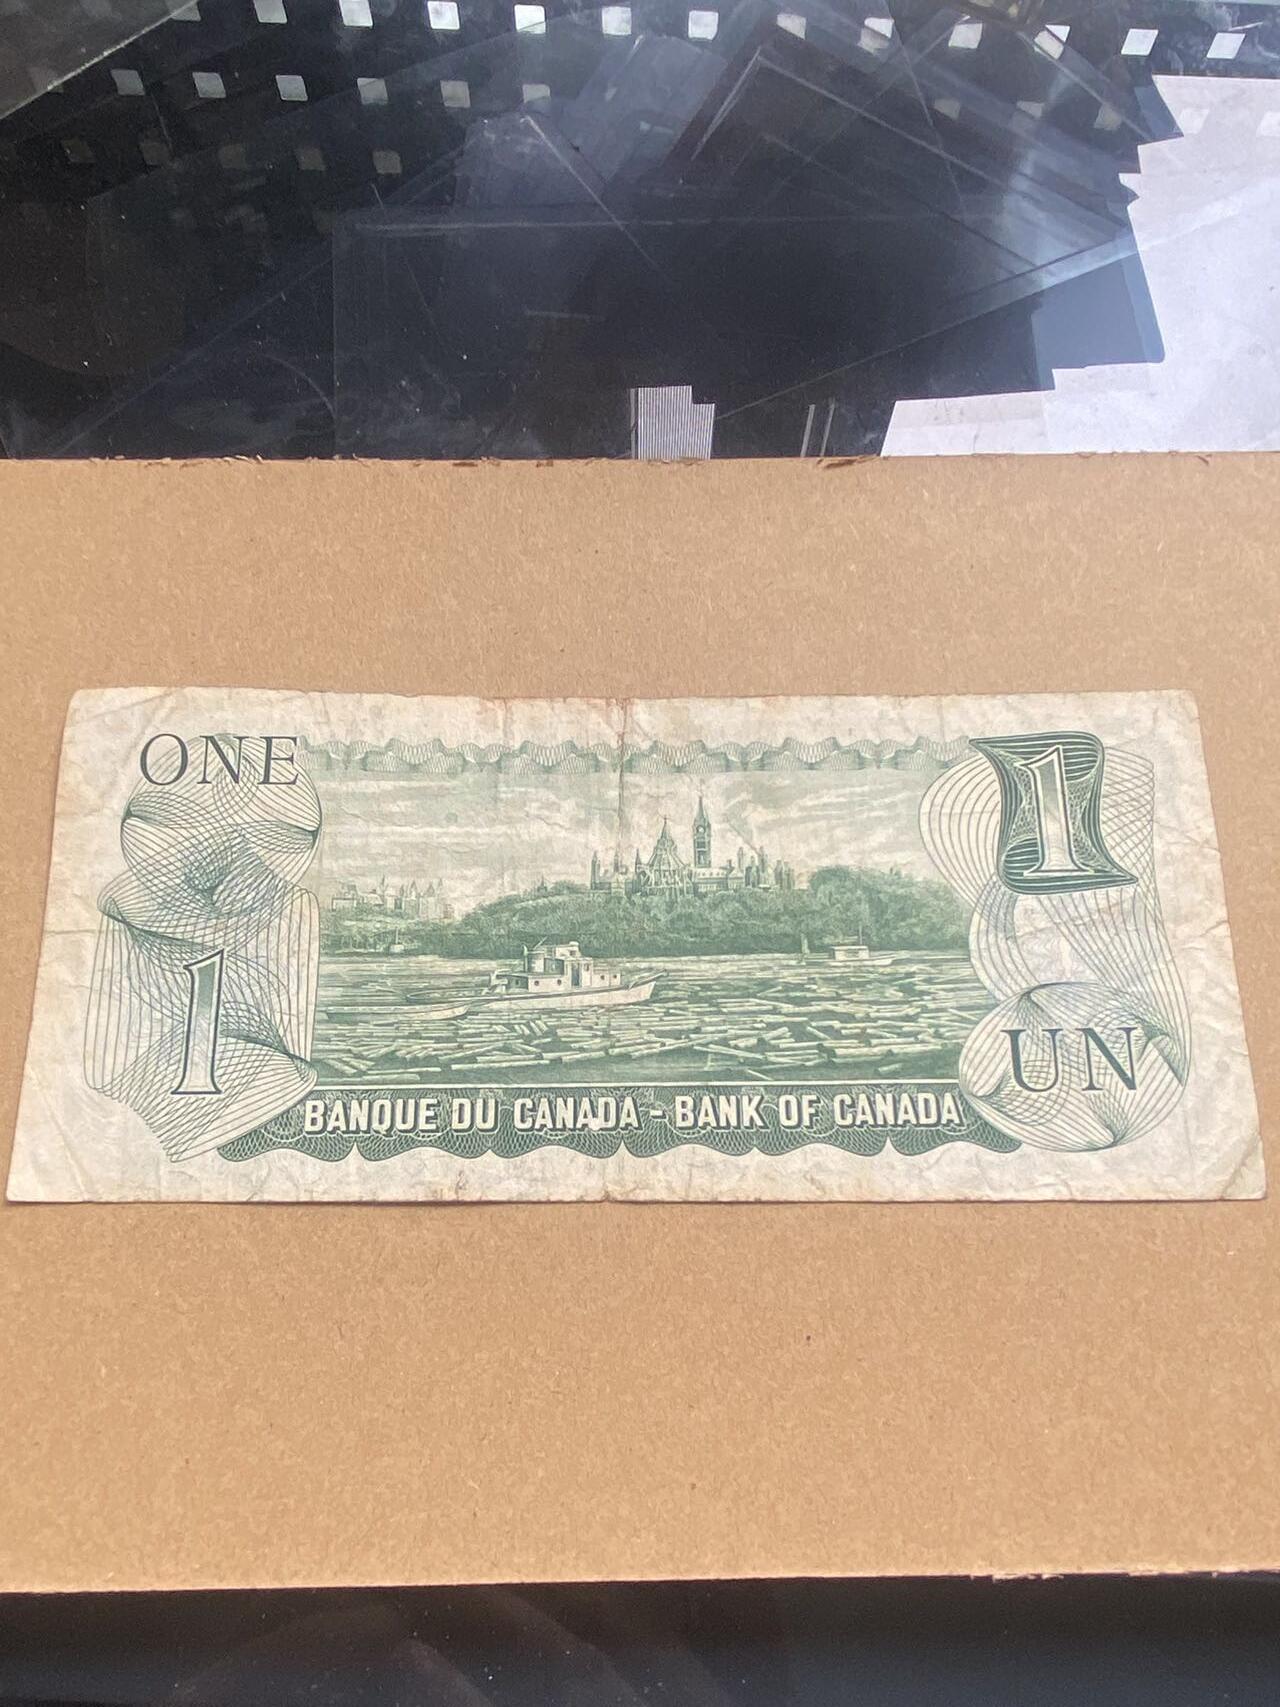 ONE
1
1
UN
BANQUE DU CANADA - BANK OF CANADA